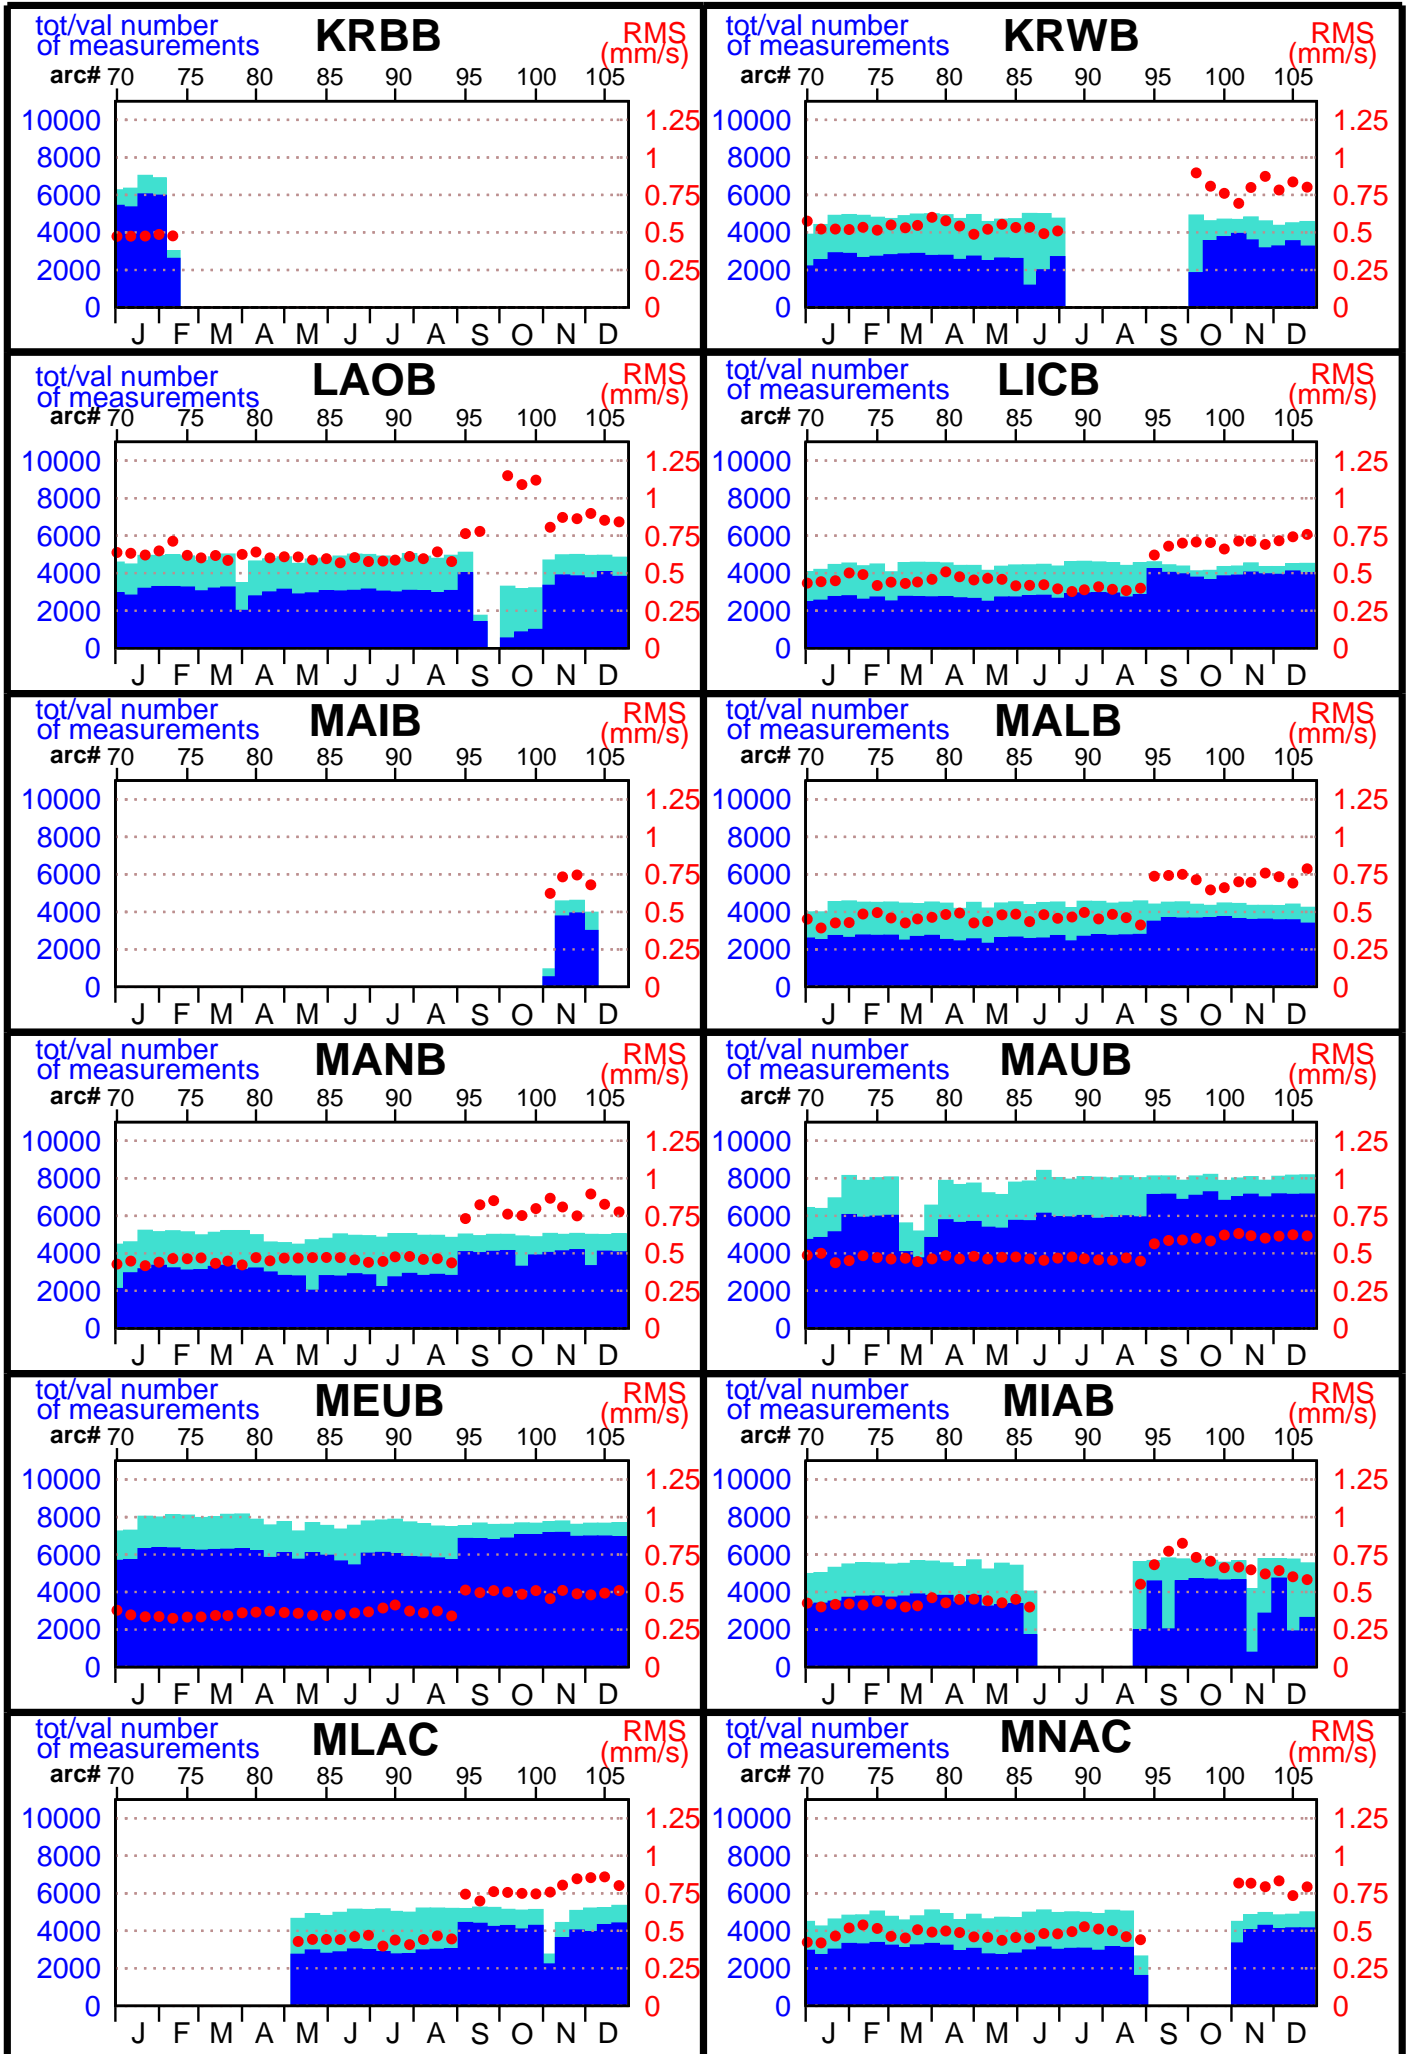 tot/val number of measurements KRBB RMS (mm/s)
arc# 70 75 80 85 90 95 100 105
10000 1.25
8000 1
6000 0.75
4000 0.5
2000 0.25
0 0
J F M A M J J A S O N D
tot/val number of measurements KRWB RMS (mm/s)
arc# 70 75 80 85 90 95 100 105
10000 1.25
8000 1
6000 0.75
4000 0.5
2000 0.25
0 0
J F M A M J J A S O N D
tot/val number of measurements LAOB RMS (mm/s)
arc# 70 75 80 85 90 95 100 105
10000 1.25
8000 1
6000 0.75
4000 0.5
2000 0.25
0 0
J F M A M J J A S O N D
tot/val number of measurements LICB RMS (mm/s)
arc# 70 75 80 85 90 95 100 105
10000 1.25
8000 1
6000 0.75
4000 0.5
2000 0.25
0 0
J F M A M J J A S O N D
tot/val number of measurements MAIB RMS (mm/s)
arc# 70 75 80 85 90 95 100 105
10000 1.25
8000 1
6000 0.75
4000 0.5
2000 0.25
0 0
J F M A M J J A S O N D
tot/val number of measurements MALB RMS (mm/s)
arc# 70 75 80 85 90 95 100 105
10000 1.25
8000 1
6000 0.75
4000 0.5
2000 0.25
0 0
J F M A M J J A S O N D
tot/val number of measurements MANB RMS (mm/s)
arc# 70 75 80 85 90 95 100 105
10000 1.25
8000 1
6000 0.75
4000 0.5
2000 0.25
0 0
J F M A M J J A S O N D
tot/val number of measurements MAUB RMS (mm/s)
arc# 70 75 80 85 90 95 100 105
10000 1.25
8000 1
6000 0.75
4000 0.5
2000 0.25
0 0
J F M A M J J A S O N D
tot/val number of measurements MEUB RMS (mm/s)
arc# 70 75 80 85 90 95 100 105
10000 1.25
8000 1
6000 0.75
4000 0.5
2000 0.25
0 0
J F M A M J J A S O N D
tot/val number of measurements MIAB RMS (mm/s)
arc# 70 75 80 85 90 95 100 105
10000 1.25
8000 1
6000 0.75
4000 0.5
2000 0.25
0 0
J F M A M J J A S O N D
tot/val number of measurements MLAC RMS (mm/s)
arc# 70 75 80 85 90 95 100 105
10000 1.25
8000 1
6000 0.75
4000 0.5
2000 0.25
0 0
J F M A M J J A S O N D
tot/val number of measurements MNAC RMS (mm/s)
arc# 70 75 80 85 90 95 100 105
10000 1.25
8000 1
6000 0.75
4000 0.5
2000 0.25
0 0
J F M A M J J A S O N D